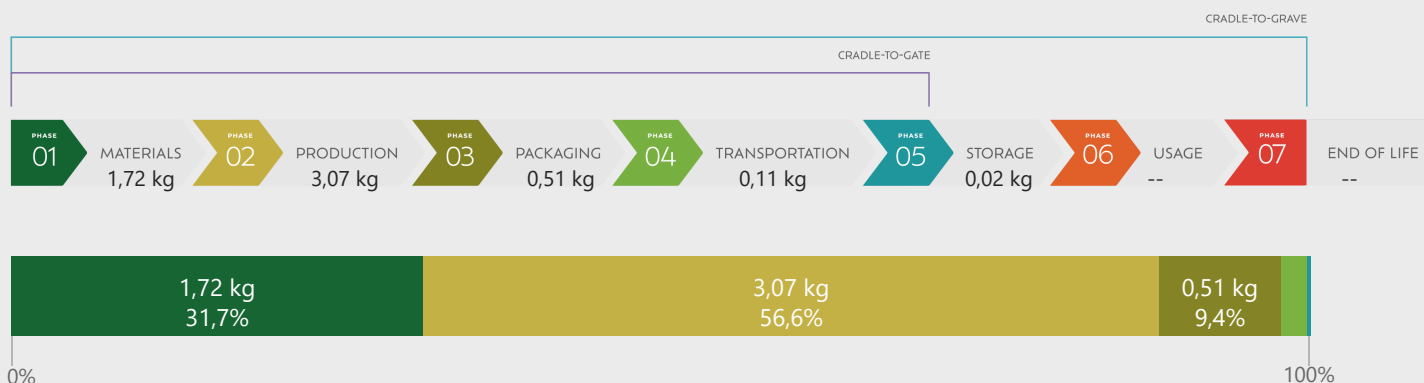 CRADLE-TO-GRAVE
CRADLE-TO-GATE
PHASE
01
MATERIALS
1,72 kg
PHASE
02
PRODUCTION
3,07 kg
PHASE
03
PACKAGING
0,51 kg
PHASE
04
TRANSPORTATION
0,11 kg
PHASE
05
STORAGE
0,02 kg
PHASE
06
USAGE
--
PHASE
07
END OF LIFE
--
1,72 kg
31,7%
3,07 kg
56,6%
0,51 kg
9,4%
0%
100%